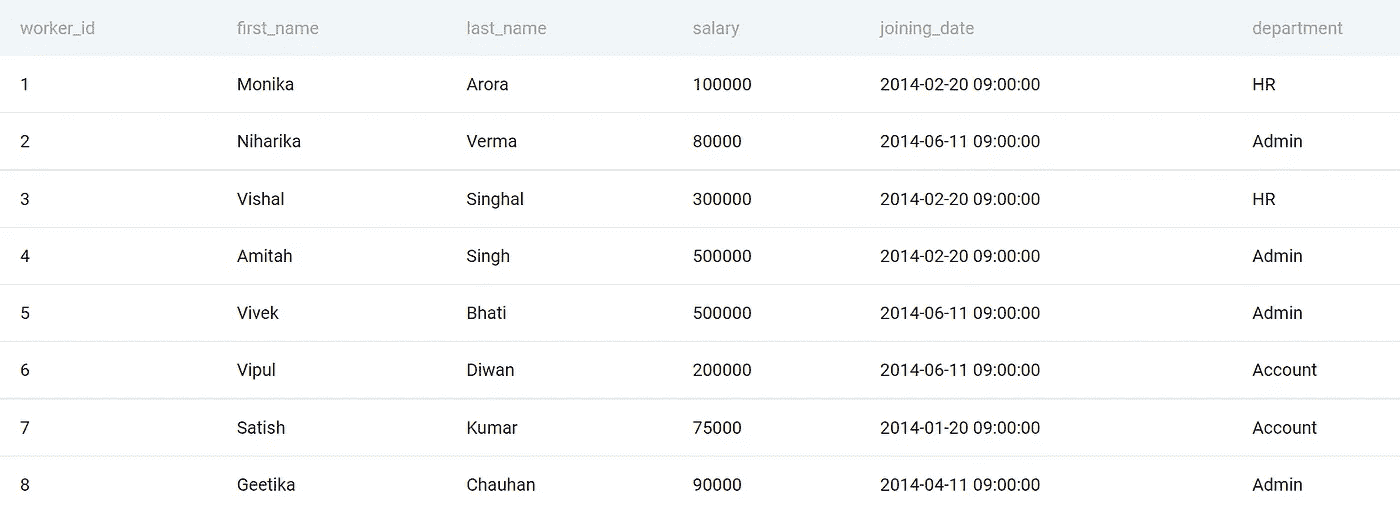 worker_id first_name last_name salary joining_date department
1 Monika Arora 100000 2014-02-20 09:00:00 HR
2 Niharika Verma 80000 2014-06-11 09:00:00 Admin
3 Vishal Singhal 300000 2014-02-20 09:00:00 HR
4 Amitah Singh 500000 2014-02-20 09:00:00 Admin
5 Vivek Bhati 500000 2014-06-11 09:00:00 Admin
6 Vipul Diwan 200000 2014-06-11 09:00:00 Account
7 Satish Kumar 75000 2014-01-20 09:00:00 Account
8 Geetika Chauhan 90000 2014-04-11 09:00:00 Admin